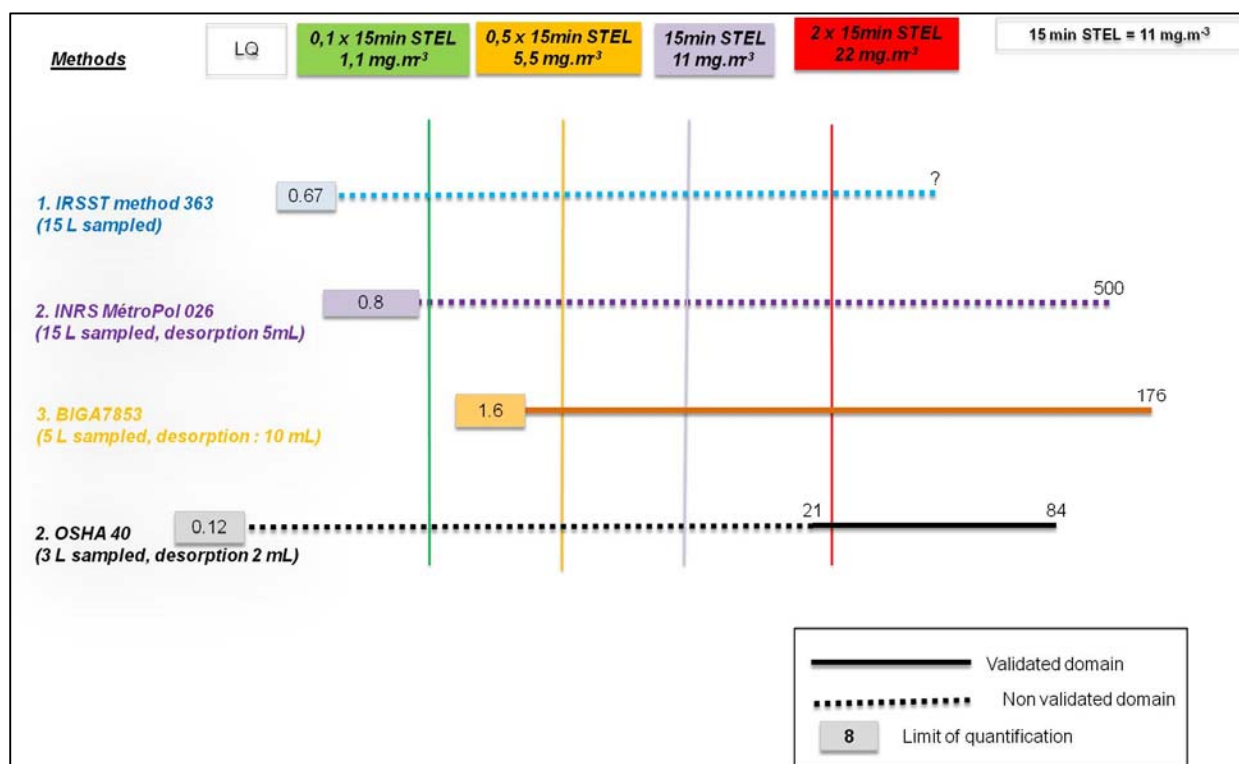 Methods
LQ
0,1 x 15min STEL
1,1 mg.m³
0,5 x 15min STEL
5,5 mg.m³
15min STEL
11 mg.m³
2 x 15min STEL
22 mg.m³
15 min STEL = 11 mg.m⁻³
1. IRSST method 363
(15 L sampled)
0.67
?
2. INRS MétroPol 026
(15 L sampled, desorption 5mL)
0.8
500
3. BIGA7853
(5 L sampled, desorption : 10 mL)
1.6
176
2. OSHA 40
(3 L sampled, desorption 2 mL)
0.12
21
84
Validated domain
Non validated domain
8
Limit of quantification